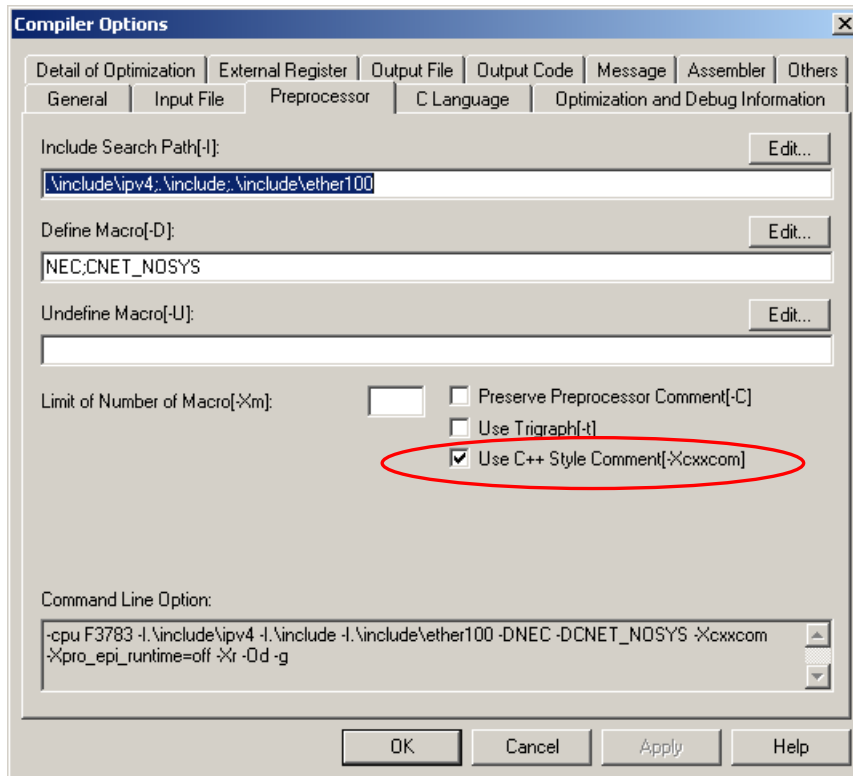 Compiler Options
Detail of Optimization External Register Output File Output Code Message Assembler Others
General Input File Preprocessor C Language Optimization and Debug Information
Include Search Path[-I]:
Edit...
.\include\ipv4;.\include;.\include\ether100
Define Macro[-D]:
Edit...
NEC;CNET_NOSYS
Undefine Macro[-U]:
Edit...
Limit of Number of Macro[-Xm]:
Preserve Preprocessor Comment[-C]
Use Trigraph[-t]
Use C++ Style Comment[-Xcxxcom]
Command Line Option:
-cpu F3783 -I.\include\ipv4 -I.\include -I.\include\ether100 -DNEC -DCNET_NOSYS -Xcxxcom
-Xpro_epi_runtime=off -Xr -Od -g
OK Cancel Apply Help